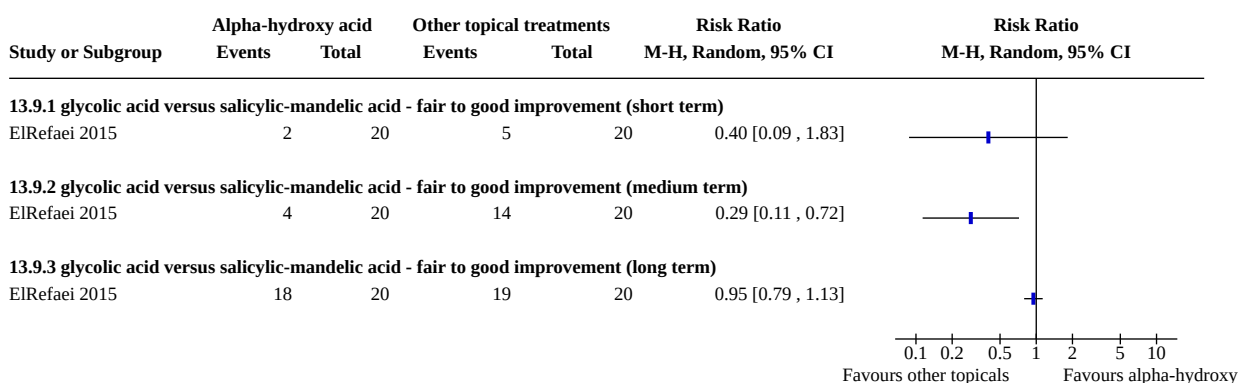 Alpha-hydroxy acid Other topical treatments Risk Ratio Risk Ratio
Study or Subgroup Events Total Events Total M-H, Random, 95% CI M-H, Random, 95% CI
13.9.1 glycolic acid versus salicylic-mandelic acid - fair to good improvement (short term)
ElRefaei 2015 2 20 5 20 0.40 [0.09 , 1.83]
13.9.2 glycolic acid versus salicylic-mandelic acid - fair to good improvement (medium term)
ElRefaei 2015 4 20 14 20 0.29 [0.11 , 0.72]
13.9.3 glycolic acid versus salicylic-mandelic acid - fair to good improvement (long term)
ElRefaei 2015 18 20 19 20 0.95 [0.79 , 1.13]
0.1 0.2 0.5 1 2 5 10
Favours other topicals Favours alpha-hydroxy